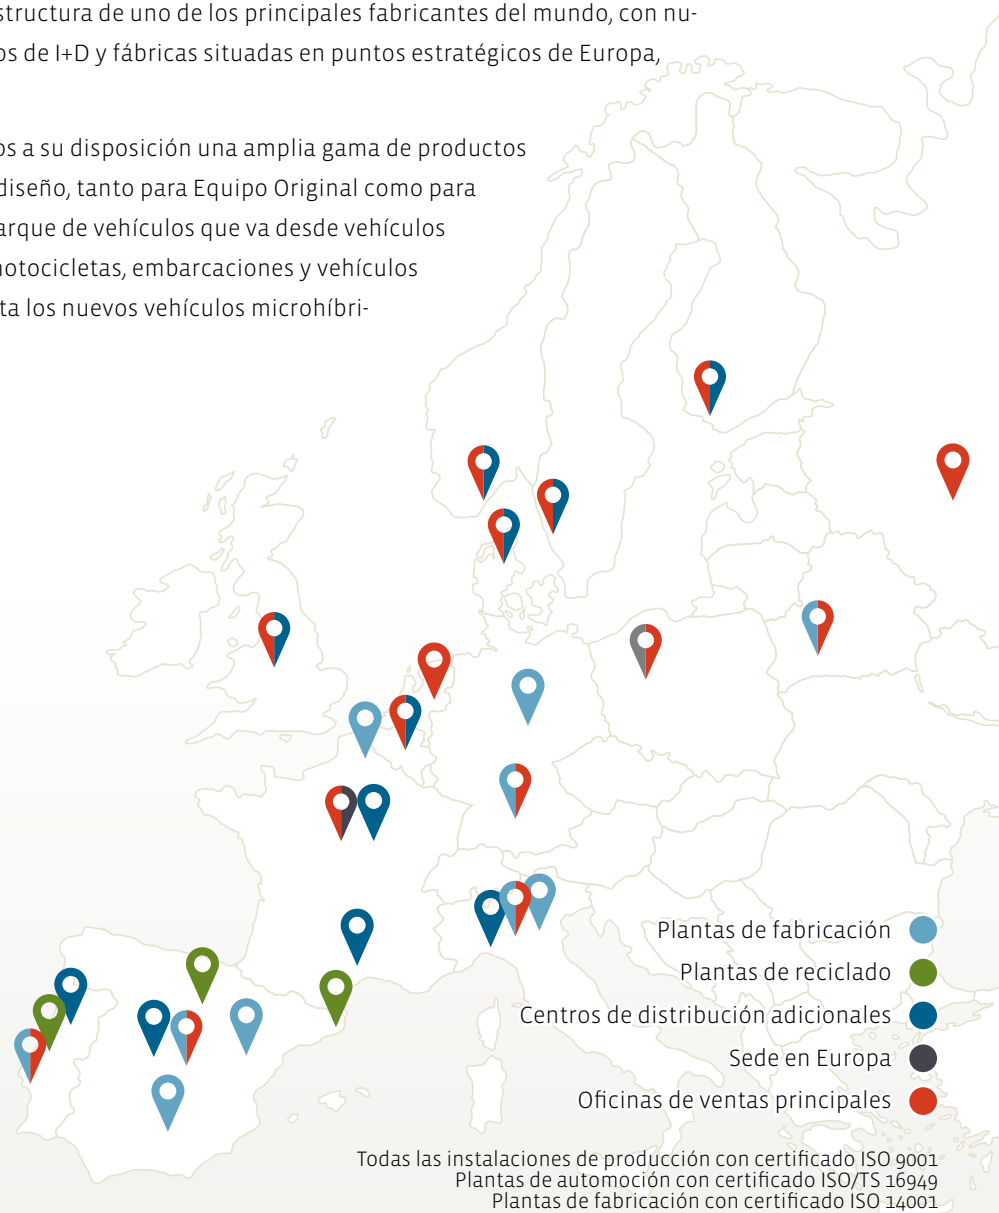 structura de uno de los principales fabricantes del mundo, con nu-
os de I+D y fábricas situadas en puntos estratégicos de Europa,
os a su disposición una amplia gama de productos
diseño, tanto para Equipo Original como para
arque de vehículos que va desde vehículos
notocicletas, embarcaciones y vehículos
ta los nuevos vehículos microhíbri-
Plantas de fabricación
Plantas de reciclado
Centros de distribución adicionales
Sede en Europa
Oficinas de ventas principales
Todas las instalaciones de producción con certificado ISO 9001
Plantas de automoción con certificado ISO/TS 16949
Plantas de fabricación con certificado ISO 14001